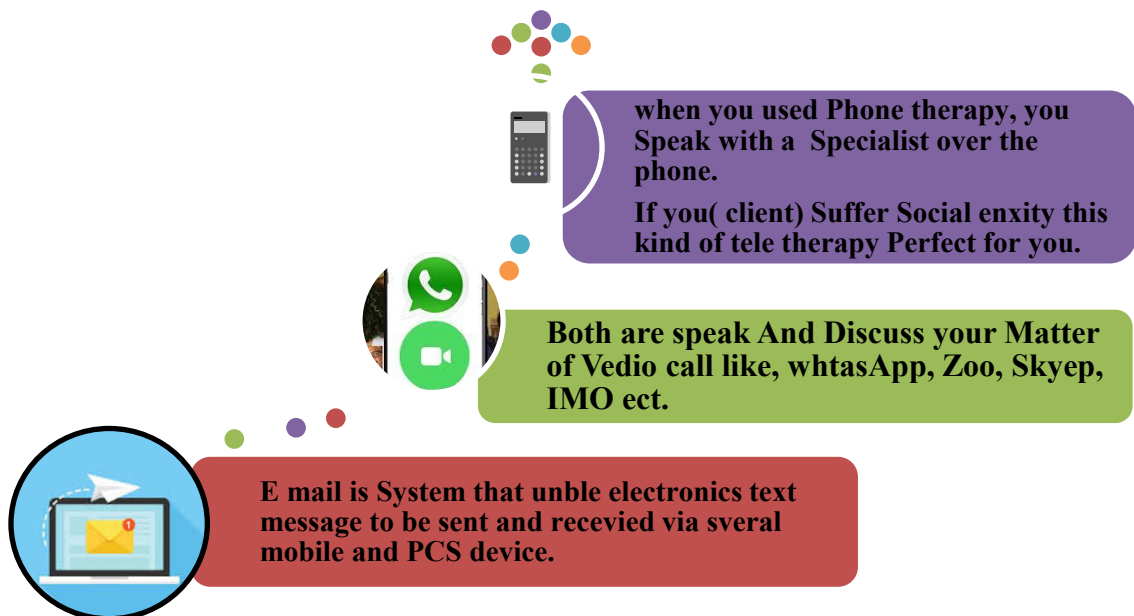 when you used Phone therapy, you
Speak with a Specialist over the
phone.
If you( client) Suffer Social enxity this
kind of tele therapy Perfect for you.
Both are speak And Discuss your Matter
of Vedio call like, whtasApp, Zoo, Skyep,
IMO ect.
1
E mail is System that unble electronics text
message to be sent and recevied via sveral
mobile and PCS device.